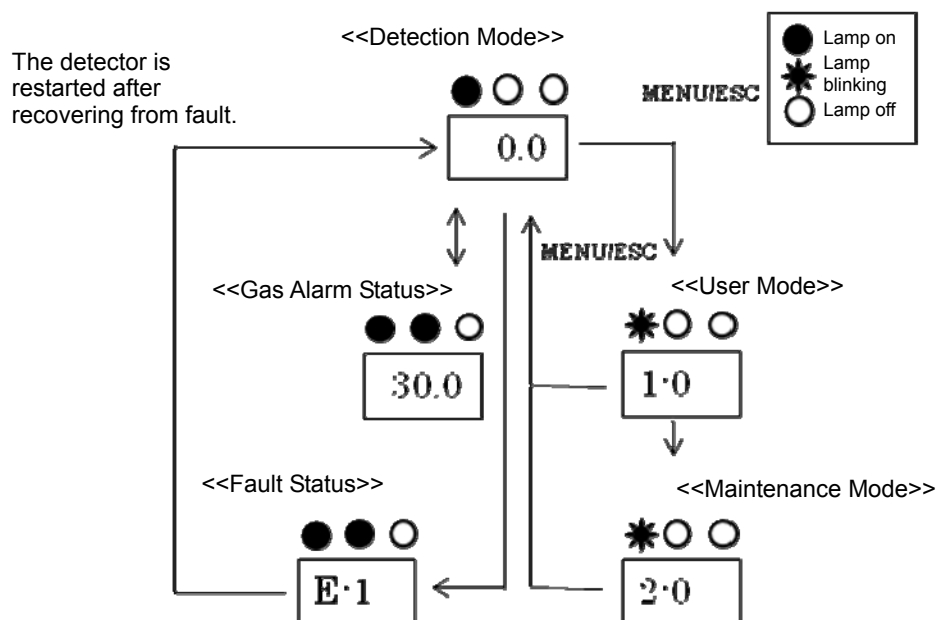 <<Detection Mode>>
The detector is
restarted after
recovering from fault.
MENU/ESC
Lamp on
Lamp
blinking
Lamp off
0.0
MENU/ESC
<<Gas Alarm Status>>
<<User Mode>>
30.0
1·0
<<Fault Status>>
<<Maintenance Mode>>
E·1
2·0